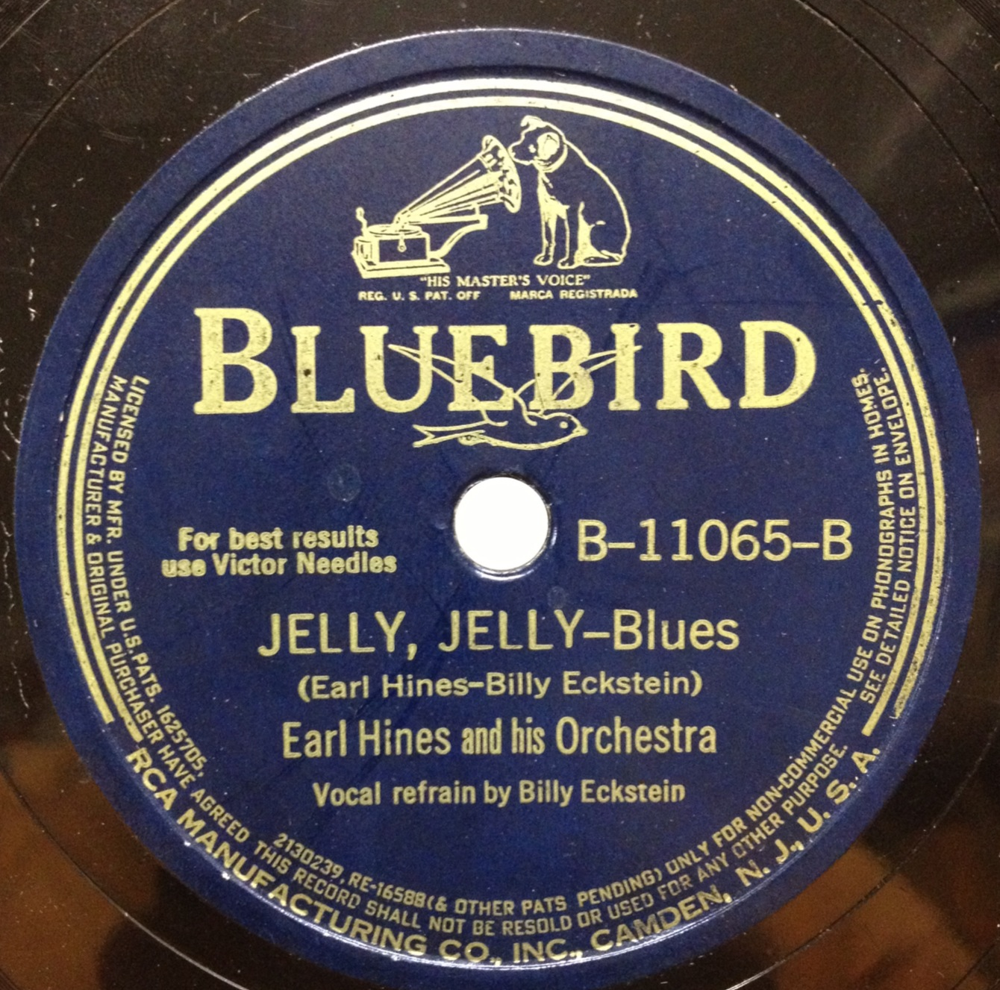 "HIS MASTER'S VOICE"
REG. U. S. PAT. OFF MARCA REGISTRADA
BLUEBIRD
For best results
use Victor Needles
B–11065–B
JELLY, JELLY–Blues
(Earl Hines–Billy Eckstein)
Earl Hines and his Orchestra
Vocal refrain by Billy Eckstein
LICENSED BY MFR. UNDER U.S.PATS. 1625705, 2130239, RE-16588(& OTHER PATS PENDING) ONLY FOR NON-COMMERCIAL USE ON PHONOGRAPHS IN HOMES.
MANUFACTURER & ORIGINAL PURCHASER HAVE AGREED THIS RECORD SHALL NOT BE RESOLD OR USED FOR ANY OTHER PURPOSE. SEE DETAILED NOTICE ON ENVELOPE.
RCA MANUFACTURING CO., INC., CAMDEN, N. J., U. S. A.